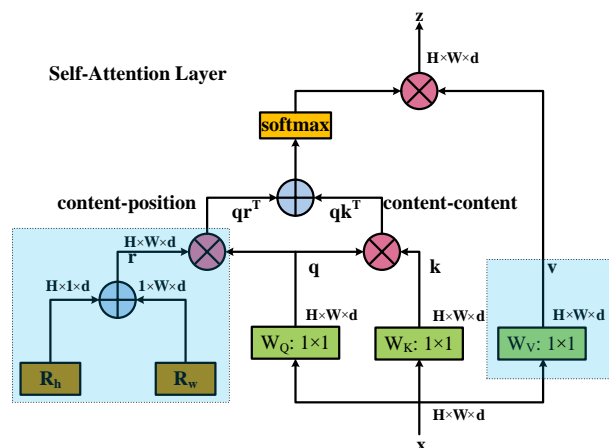 z
H×W×d
Self-Attention Layer
softmax
content-position
qr^T
qk^T
content-content
H×W×d
r
q
k
v
H×1×d
1×W×d
H×W×d
H×W×d
H×W×d
R_h
R_w
W_Q: 1×1
W_K: 1×1
W_V: 1×1
H×W×d
x